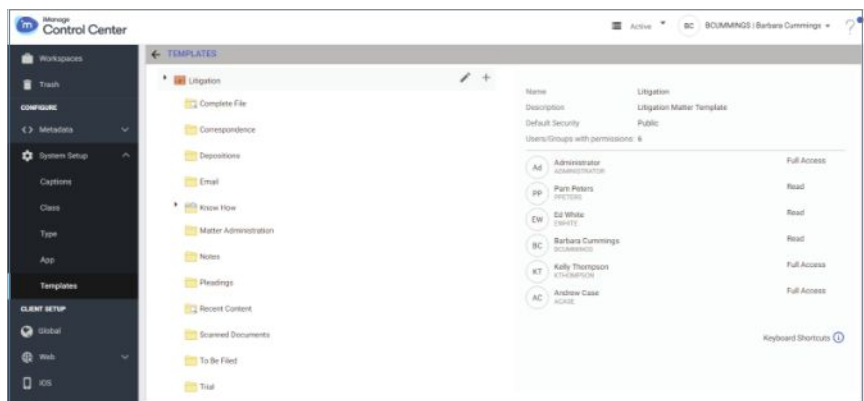 iManage
Control Center
Active
BC
BCUMMINGS | Barbara Cummings
?
Workspaces
Trash
CONFIGURE
<> Metadata
System Setup
Captions
Class
Type
App
Templates
CLIENT SETUP
Global
Web
iOS
← TEMPLATES
Litigation
Complete File
Correspondence
Depositions
Email
Know How
Matter Administration
Notes
Pleadings
Recent Content
Scanned Documents
To Be Filed
Trial
Name Litigation
Description Litigation Matter Template
Default Security Public
Users/Groups with permissions: 6
Ad Administrator Full Access
ADMINISTRATOR
PP Pam Peters Read
PPETERS
EW Ed White Read
EWHITE
BC Barbara Cummings Read
BCUMMINGS
KT Kelly Thompson Full Access
KTHOMPSON
AC Andrew Case Full Access
ACASE
Keyboard Shortcuts